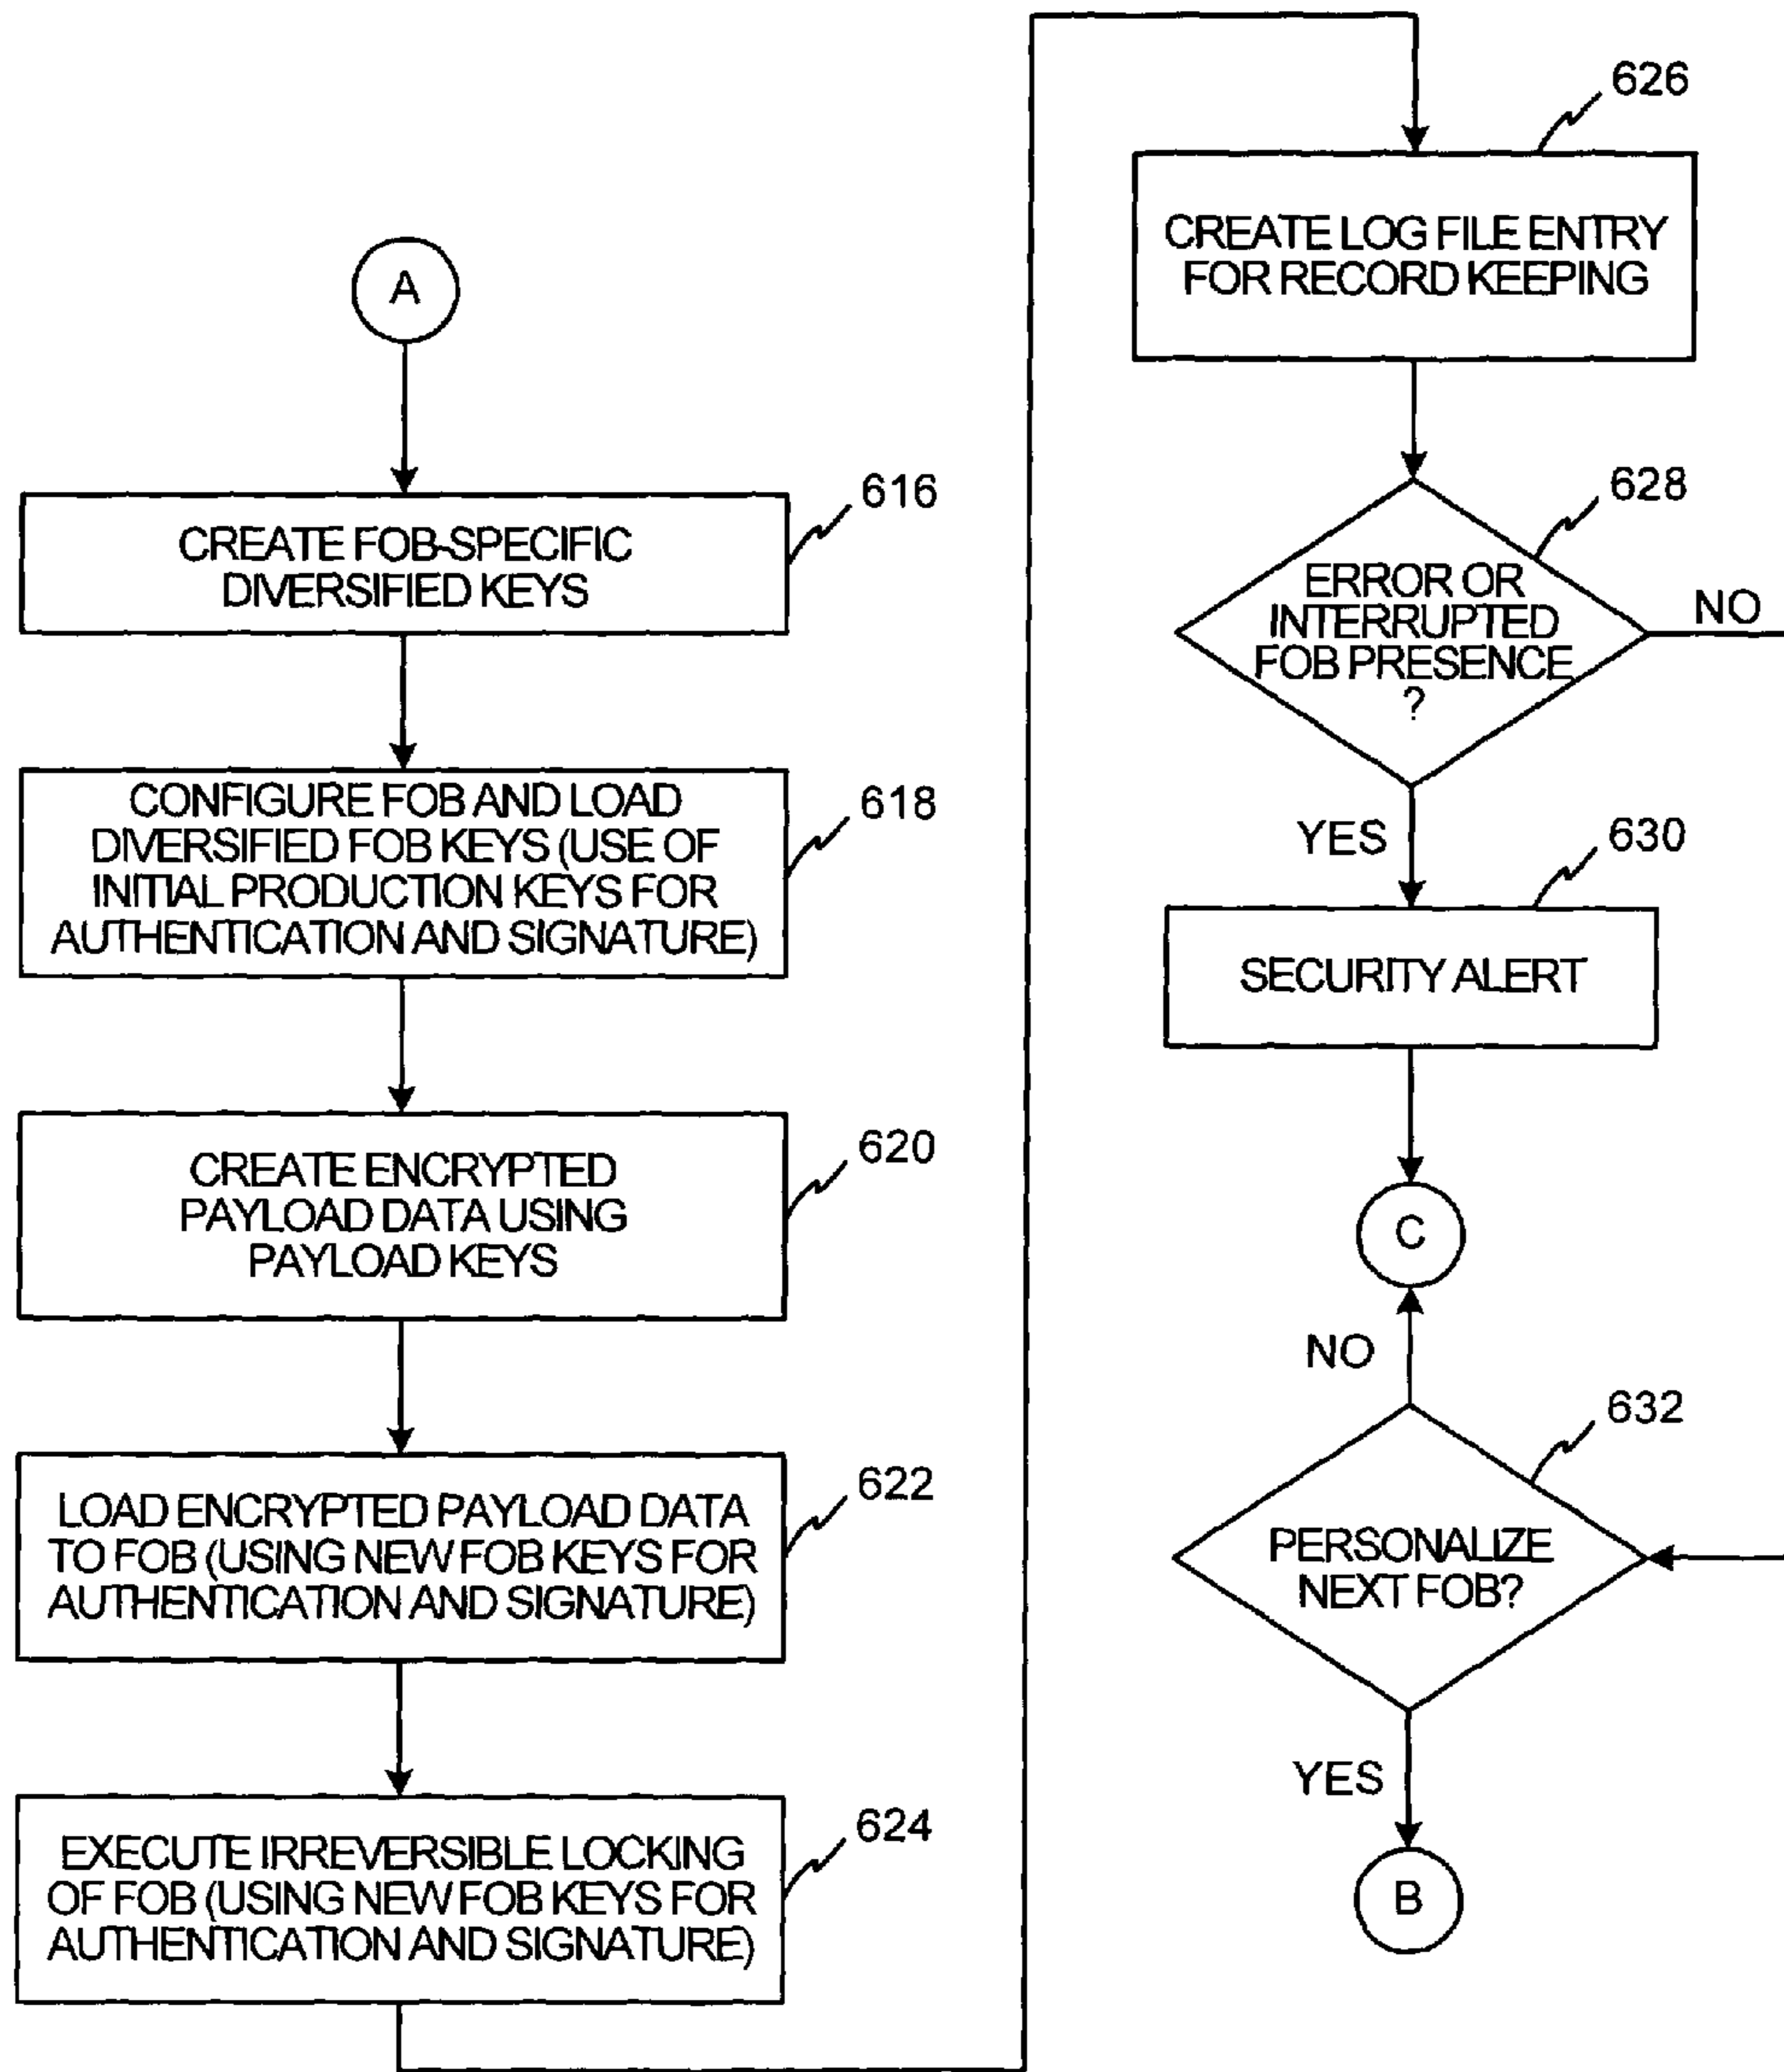 A
616
CREATE FOB-SPECIFIC
DIVERSIFIED KEYS
618
CONFIGURE FOB AND LOAD
DIVERSIFIED FOB KEYS (USE OF
INITIAL PRODUCTION KEYS FOR
AUTHENTICATION AND SIGNATURE)
620
CREATE ENCRYPTED
PAYLOAD DATA USING
PAYLOAD KEYS
622
LOAD ENCRYPTED PAYLOAD DATA
TO FOB (USING NEW FOB KEYS FOR
AUTHENTICATION AND SIGNATURE)
624
EXECUTE IRREVERSIBLE LOCKING
OF FOB (USING NEW FOB KEYS FOR
AUTHENTICATION AND SIGNATURE)
626
CREATE LOG FILE ENTRY
FOR RECORD KEEPING
628
ERROR OR
INTERRUPTED
FOB PRESENCE
?
NO
YES
630
SECURITY ALERT
C
NO
632
PERSONALIZE
NEXT FOB?
YES
B